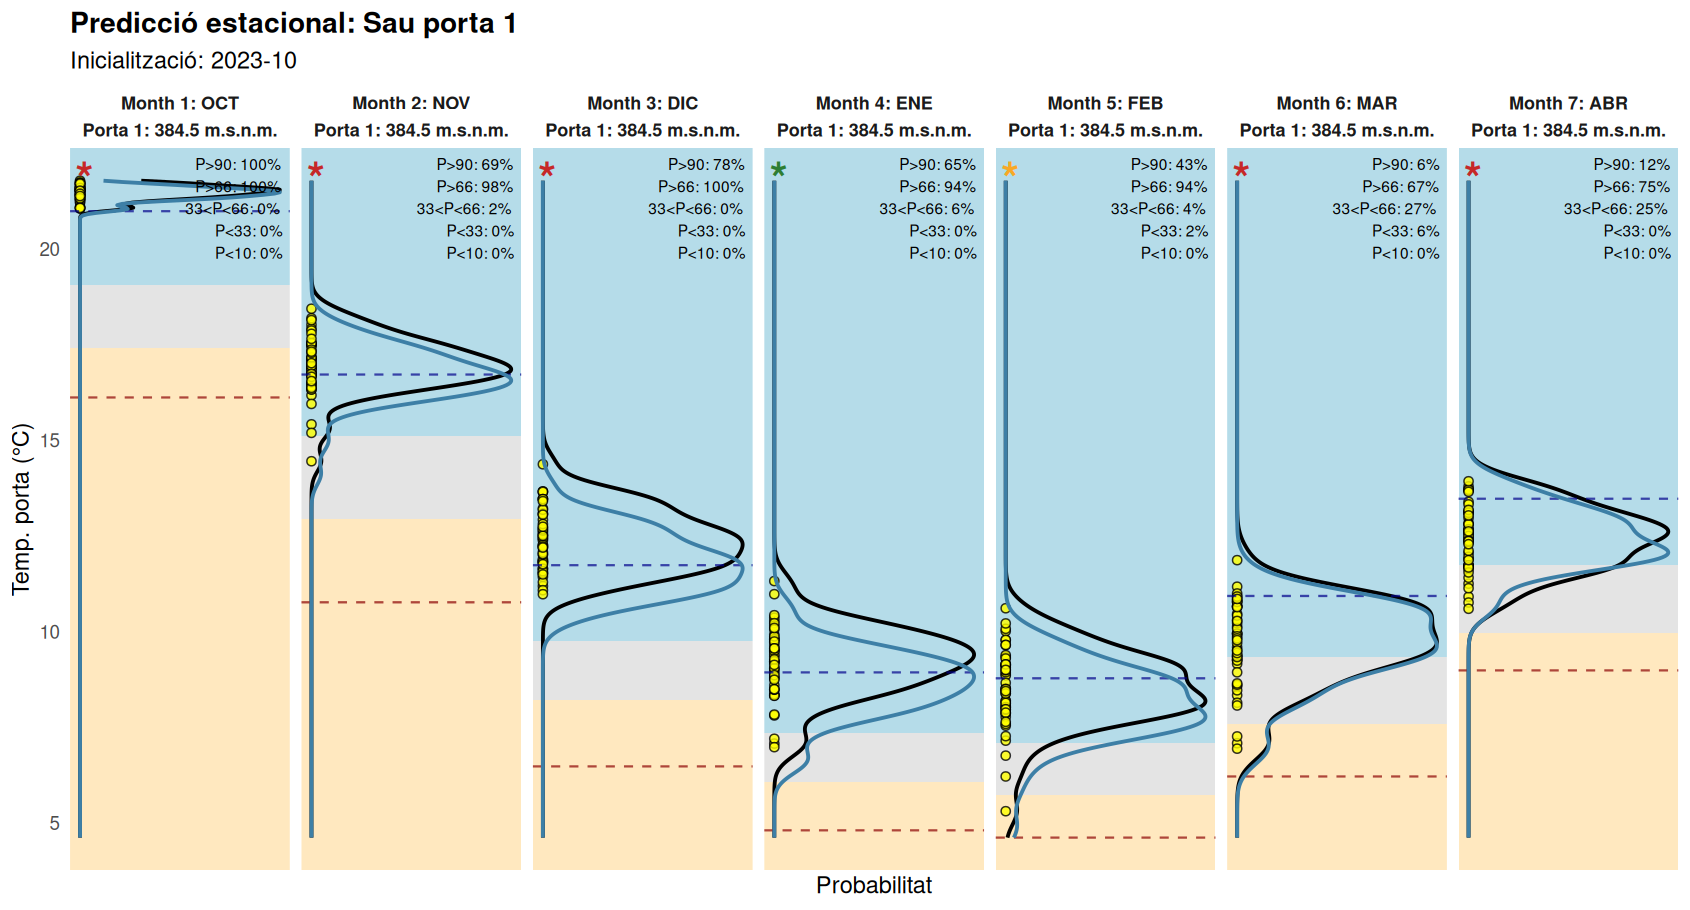 Predicció estacional: Sau porta 1
Inicialització: 2023-10
Month 1: OCT
Porta 1: 384.5 m.s.n.m.
Month 2: NOV
Porta 1: 384.5 m.s.n.m.
Month 3: DIC
Porta 1: 384.5 m.s.n.m.
Month 4: ENE
Porta 1: 384.5 m.s.n.m.
Month 5: FEB
Porta 1: 384.5 m.s.n.m.
Month 6: MAR
Porta 1: 384.5 m.s.n.m.
Month 7: ABR
Porta 1: 384.5 m.s.n.m.
P>90: 100%
P>66: 100%
33<P<66: 0%
P<33: 0%
P<10: 0%
P>90: 69%
P>66: 98%
33<P<66: 2%
P<33: 0%
P<10: 0%
P>90: 78%
P>66: 100%
33<P<66: 0%
P<33: 0%
P<10: 0%
P>90: 65%
P>66: 94%
33<P<66: 6%
P<33: 0%
P<10: 0%
P>90: 43%
P>66: 94%
33<P<66: 4%
P<33: 2%
P<10: 0%
P>90: 6%
P>66: 67%
33<P<66: 27%
P<33: 6%
P<10: 0%
P>90: 12%
P>66: 75%
33<P<66: 25%
P<33: 0%
P<10: 0%
Temp. porta (°C)
20
15
10
5
Probabilitat